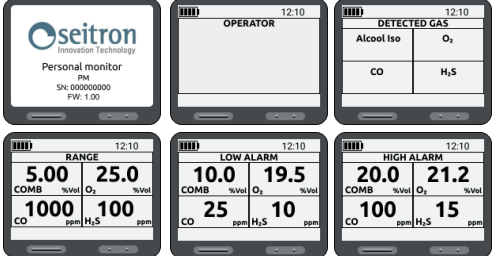 seitron
Innovation Technology
Personal monitor
PM
SN: 000000000
FW: 1.00
12:10
OPERATOR
12:10
DETECTED GAS
Alcool Iso O₂
CO H₂S
12:10
RANGE
5.00 25.0
COMB %Vol O₂ %Vol
1000 100
CO ppm H₂S ppm
12:10
LOW ALARM
10.0 19.5
COMB %Vol O₂ %Vol
25 10
CO ppm H₂S ppm
12:10
HIGH ALARM
20.0 21.2
COMB %Vol O₂ %Vol
100 15
CO ppm H₂S ppm